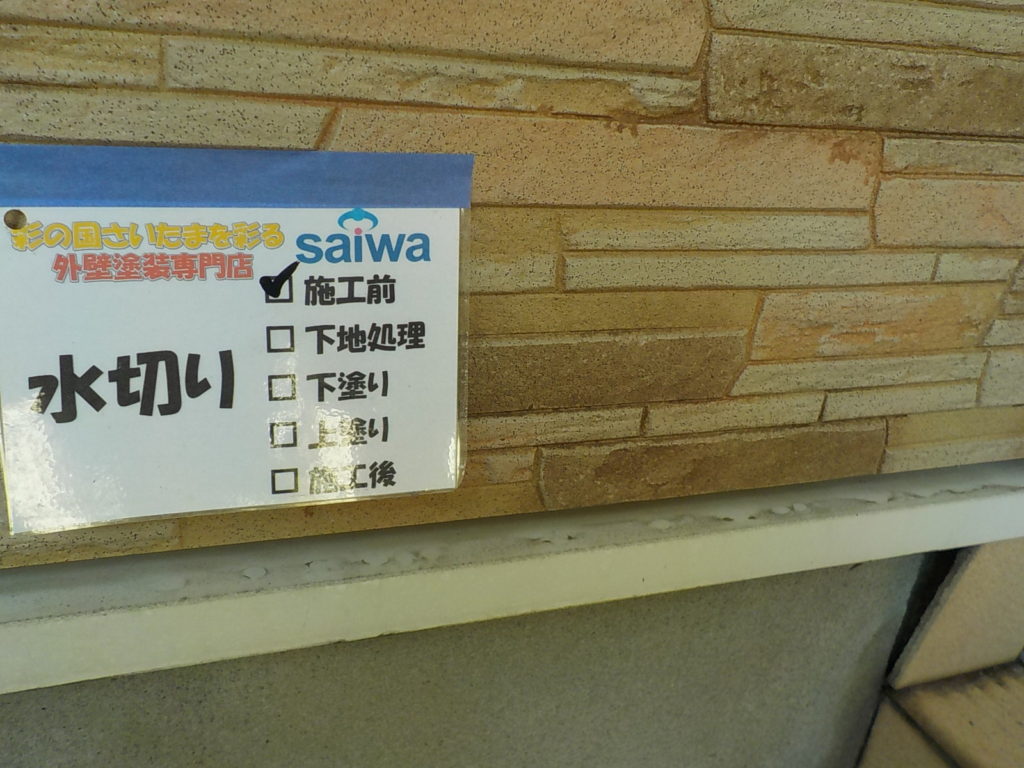 彩の国さいたまを彩る
外壁塗装専門店
saiwa
水切り
✓ 施工前
□ 下地処理
□ 下塗り
□ 上塗り
□ 施工後